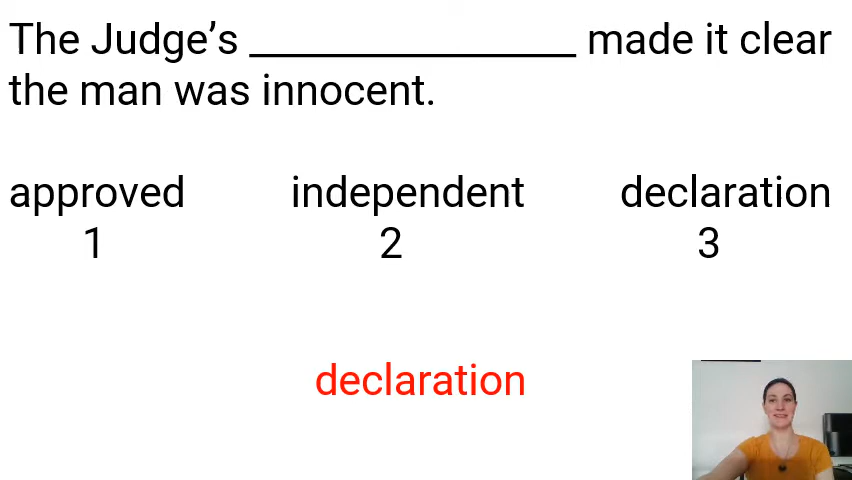 The Judge’s _______________ made it clear
the man was innocent.
approved independent declaration
1 2 3
declaration